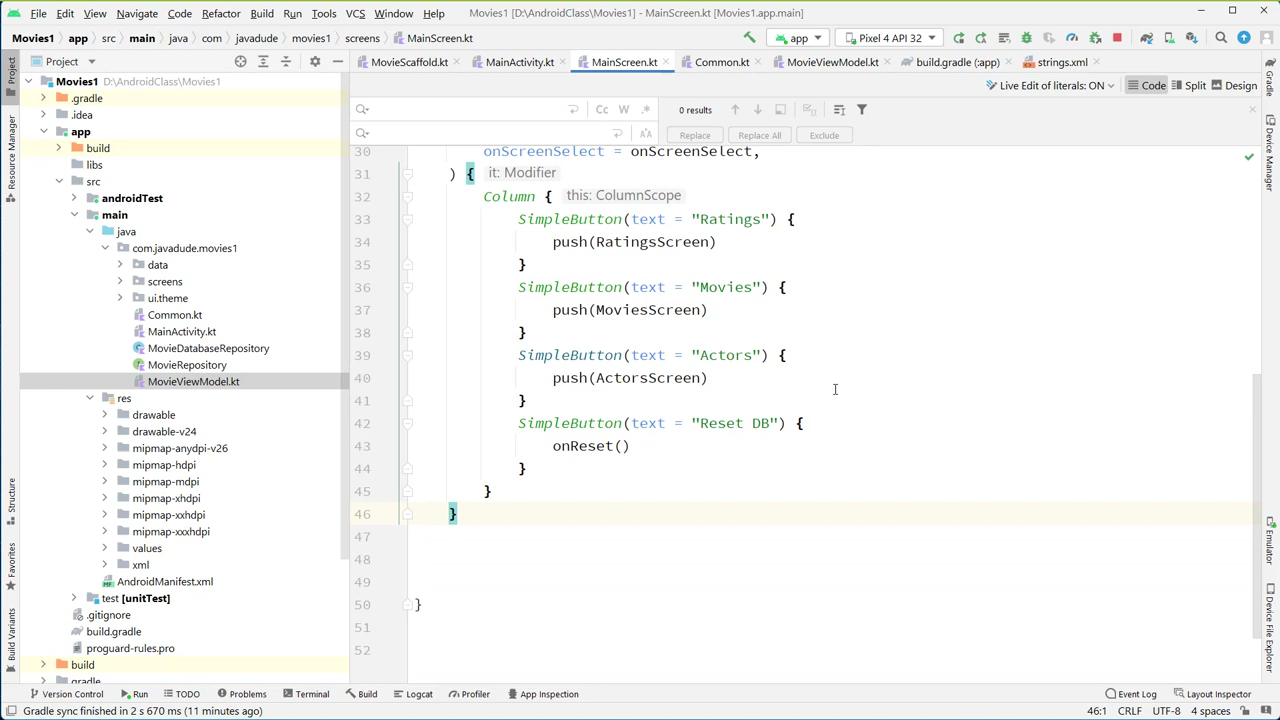 File Edit View Navigate Code Refactor Build Run Tools VCS Window Help Movies1 [D:\AndroidClass\Movies1] - MainScreen.kt [Movies1.app.main]
Movies1 app src main java com javadude movies1 screens MainScreen.kt app Pixel 4 API 32
Project MovieScaffold.kt MainActivity.kt MainScreen.kt Common.kt MovieViewModel.kt build.gradle (:app) strings.xml
Live Edit of literals: ON Code Split Design
Cc W .* 0 results
Replace Replace All Exclude
Project
Resource Manager
Structure
Favorites
Build Variants
Movies1 D:\AndroidClass\Movies1
.gradle
.idea
app
build
libs
src
androidTest
main
java
com.javadude.movies1
data
screens
ui.theme
Common.kt
MainActivity.kt
MovieDatabaseRepository
MovieRepository
MovieViewModel.kt
res
drawable
drawable-v24
mipmap-anydpi-v26
mipmap-hdpi
mipmap-mdpi
mipmap-xhdpi
mipmap-xxhdpi
mipmap-xxxhdpi
values
xml
AndroidManifest.xml
test [unitTest]
.gitignore
build.gradle
proguard-rules.pro
build
gradle
30 onScreenSelect = onScreenSelect,
31 ) { it: Modifier
32 Column { this: ColumnScope
33 SimpleButton(text = "Ratings") {
34 push(RatingsScreen)
35 }
36 SimpleButton(text = "Movies") {
37 push(MoviesScreen)
38 }
39 SimpleButton(text = "Actors") {
40 push(ActorsScreen)
41 }
42 SimpleButton(text = "Reset DB") {
43 onReset()
44 }
45 }
46 }
47
48
49
50 }
51
52
Gradle
Device Manager
Emulator
Device File Explorer
Version Control Run TODO Problems Terminal Build Logcat Profiler App Inspection Event Log Layout Inspector
Gradle sync finished in 2 s 670 ms (11 minutes ago) 46:1 CRLF UTF-8 4 spaces